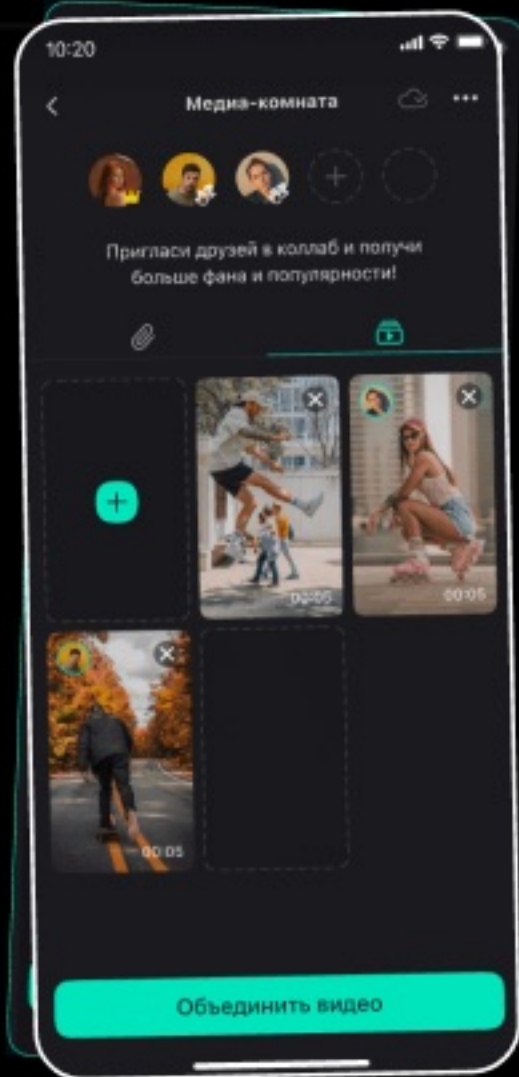 10:20
Медиа-комната
Пригласи друзей в коллаб и получи
больше фана и популярности!
00:05
00:05
00:05
Объединить видео